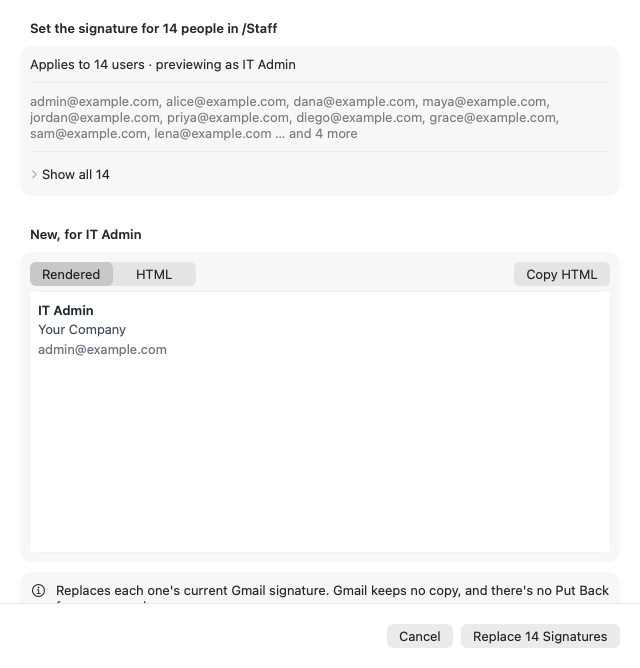 Set the signature for 14 people in /Staff
Applies to 14 users · previewing as IT Admin
admin@example.com, alice@example.com, dana@example.com, maya@example.com,
jordan@example.com, priya@example.com, diego@example.com, grace@example.com,
sam@example.com, lena@example.com ... and 4 more
Show all 14
New, for IT Admin
Rendered HTML Copy HTML
IT Admin
Your Company
admin@example.com
Replaces each one's current Gmail signature. Gmail keeps no copy, and there's no Put Back
Cancel Replace 14 Signatures